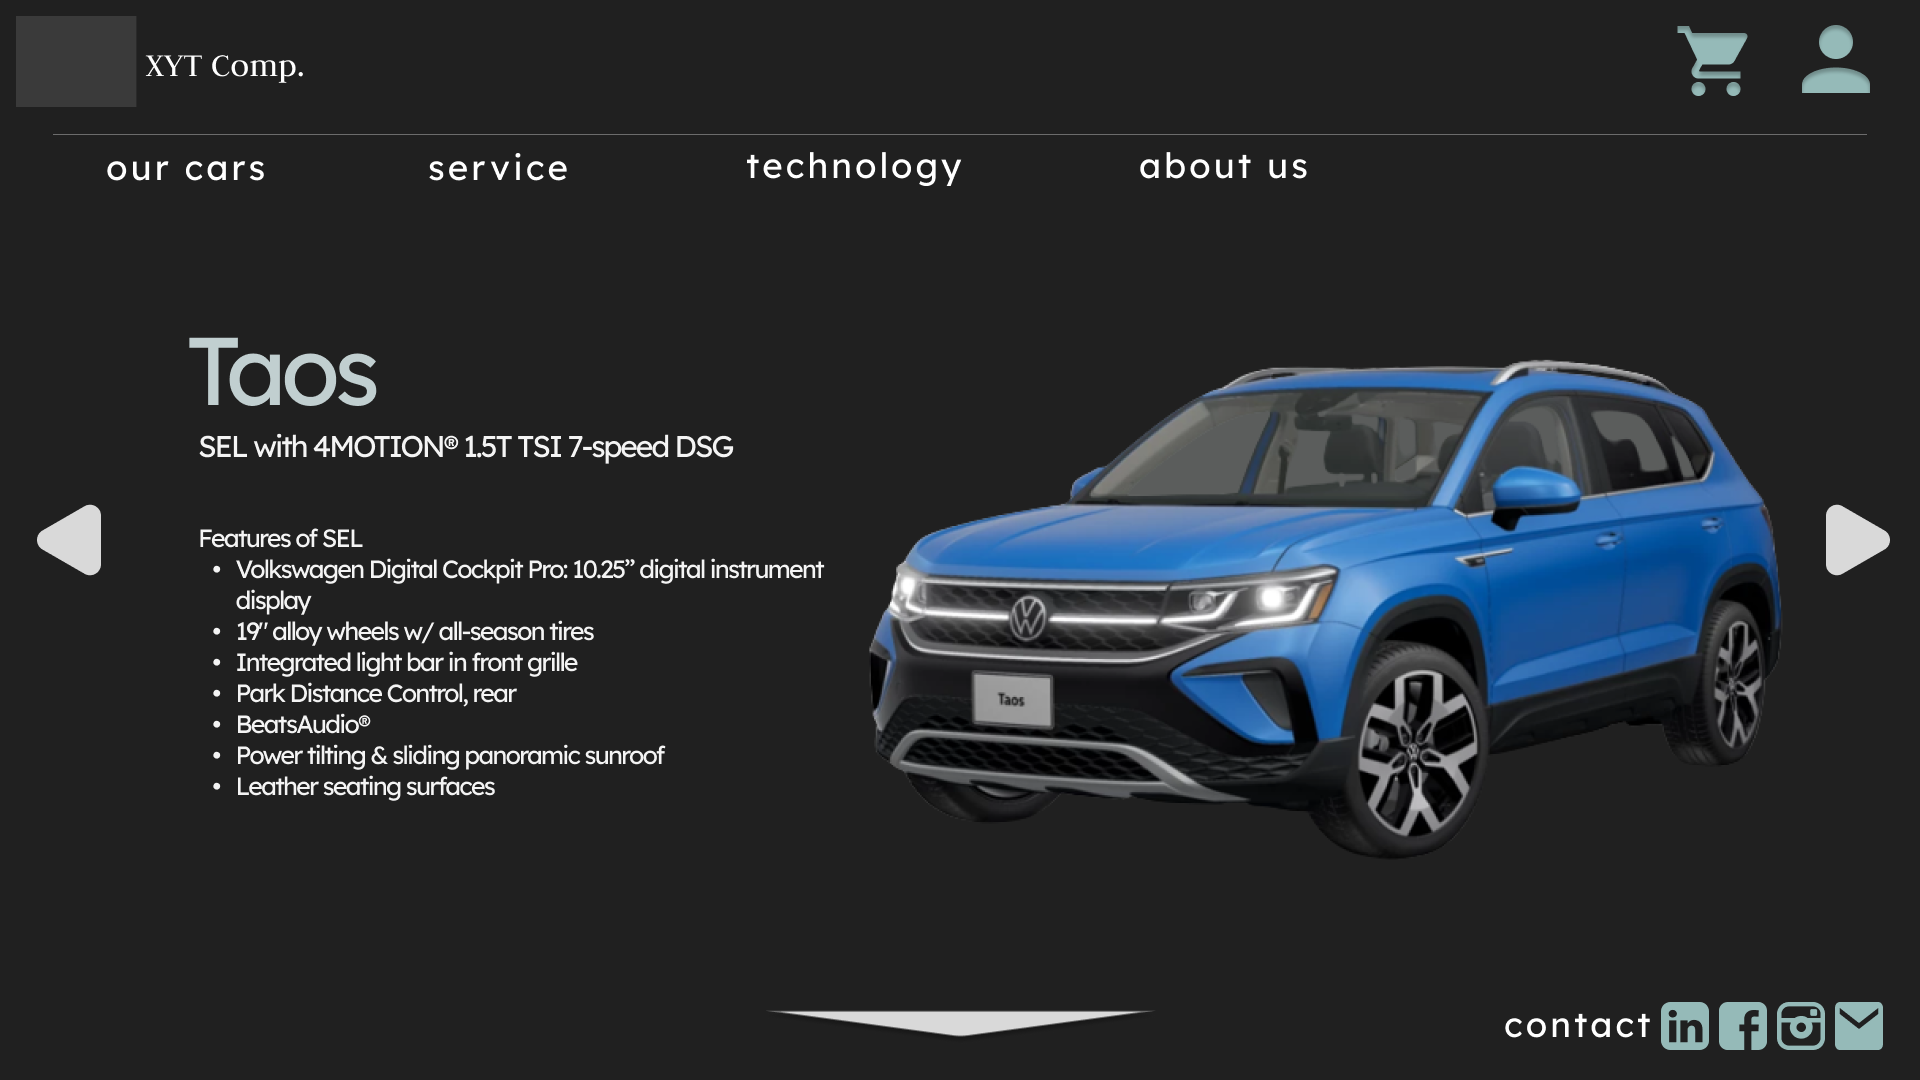 XYT Comp.
our cars
service
technology
about us
Taos
SEL with 4MOTION® 1.5T TSI 7-speed DSG
Features of SEL
• Volkswagen Digital Cockpit Pro: 10.25” digital instrument
display
• 19" alloy wheels w/ all-season tires
• Integrated light bar in front grille
• Park Distance Control, rear
• BeatsAudio®
• Power tilting & sliding panoramic sunroof
• Leather seating surfaces
Taos
contact